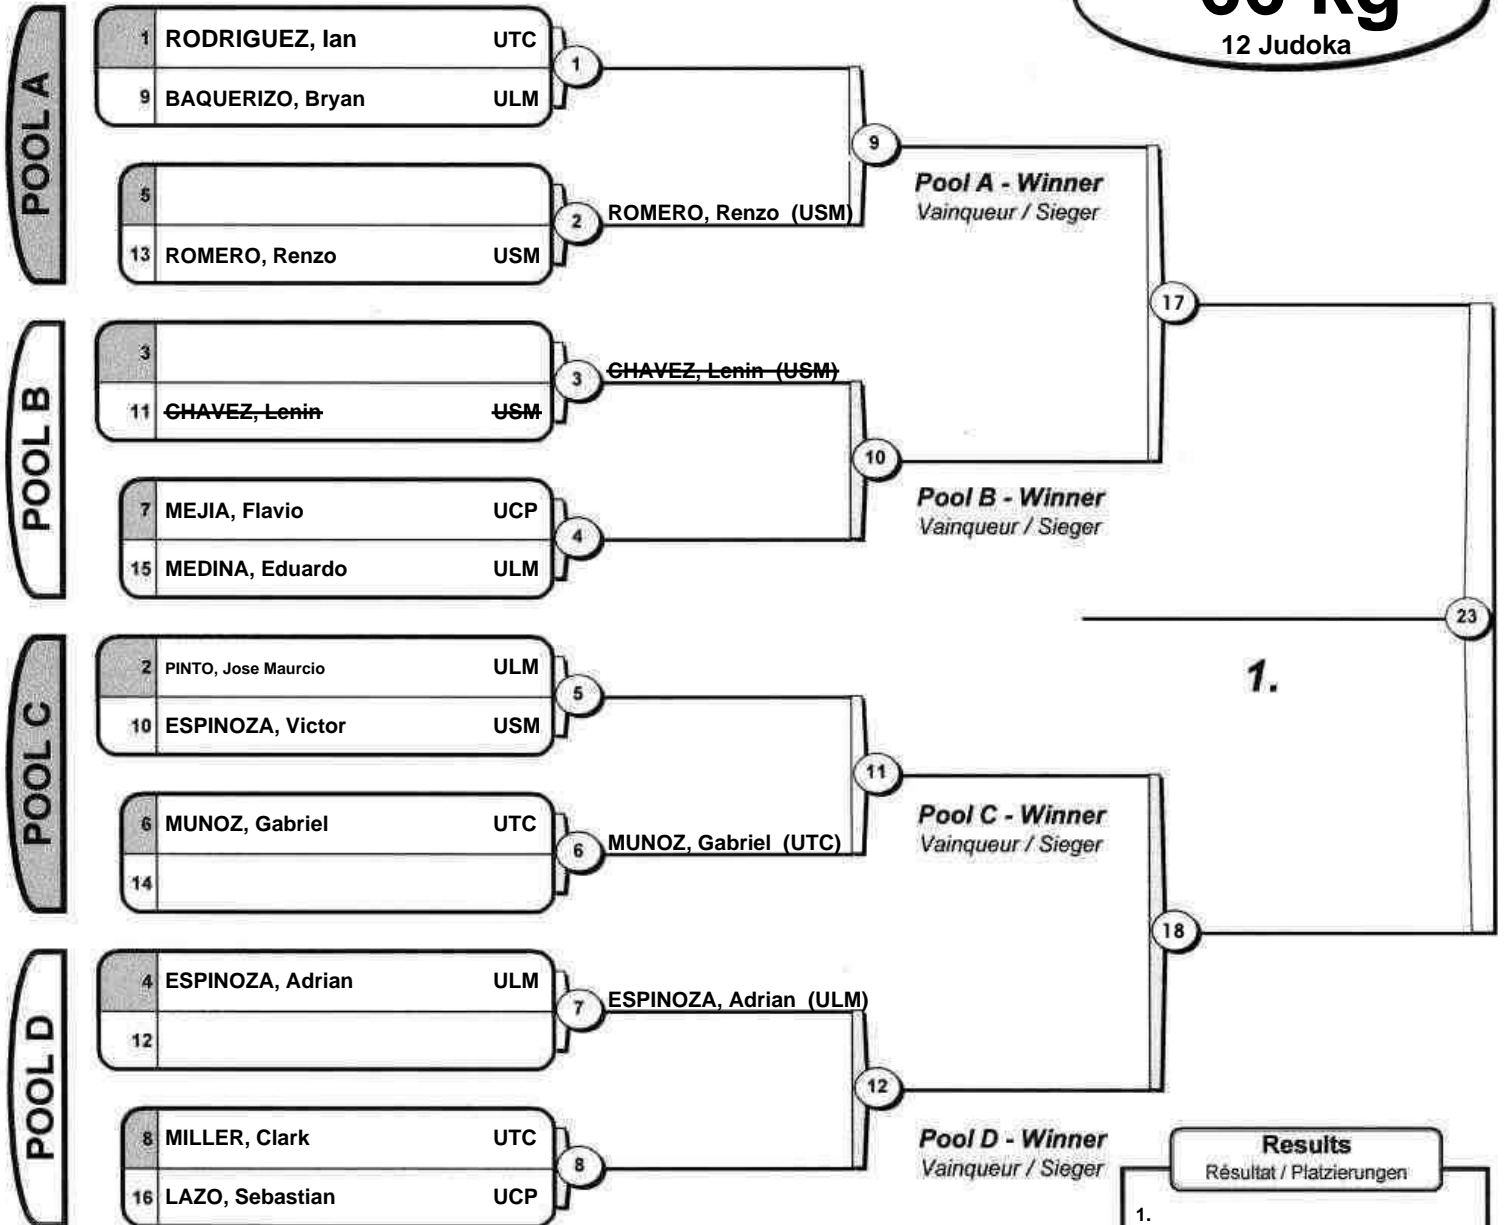 12 Judoka
POOL A
1 RODRIGUEZ, Ian UTC
9 BAQUERIZO, Bryan ULM
1
5
13 ROMERO, Renzo USM
2
ROMERO, Renzo (USM)
9
Pool A - Winner
Vainqueur / Sieger
POOL B
3
11 CHAVEZ, Lenin USM
3
CHAVEZ, Lenin (USM)
7 MEJIA, Flavio UCP
15 MEDINA, Eduardo ULM
4
10
Pool B - Winner
Vainqueur / Sieger
17
POOL C
2 PINTO, Jose Maurcio ULM
10 ESPINOZA, Victor USM
5
6 MUNOZ, Gabriel UTC
14
6
MUNOZ, Gabriel (UTC)
11
Pool C - Winner
Vainqueur / Sieger
23
1.
POOL D
4 ESPINOZA, Adrian ULM
12
7
ESPINOZA, Adrian (ULM)
8 MILLER, Clark UTC
16 LAZO, Sebastian UCP
8
12
Pool D - Winner
Vainqueur / Sieger
18
Results
Résultat / Platzierungen
1.